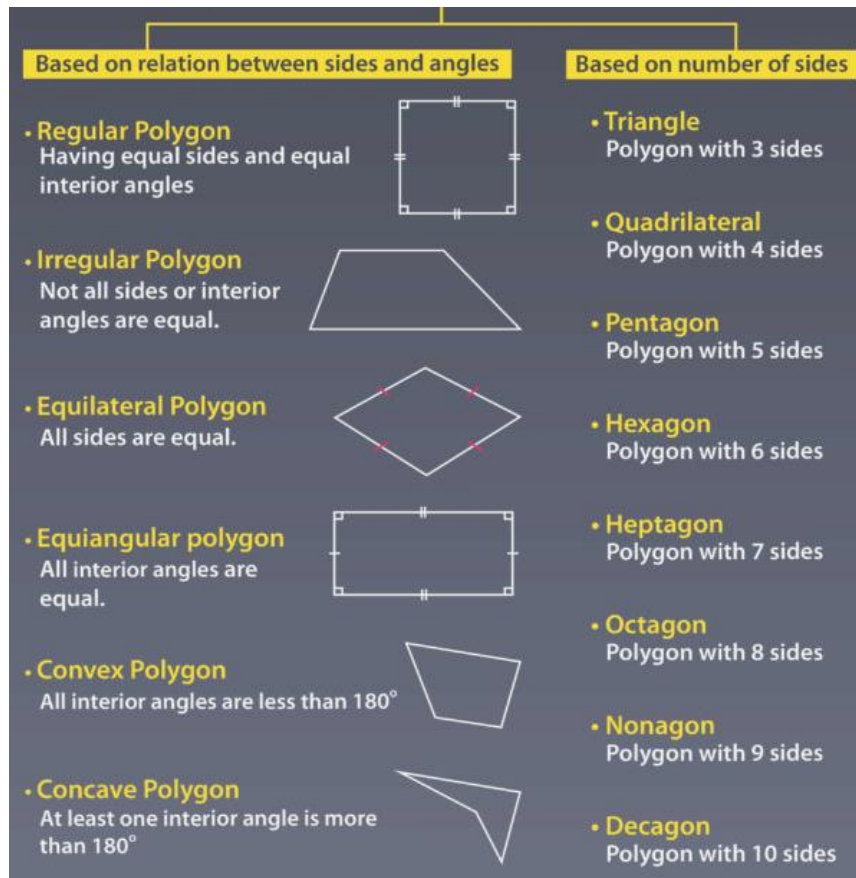 Based on relation between sides and angles
• Regular Polygon
Having equal sides and equal
interior angles
• Irregular Polygon
Not all sides or interior
angles are equal.
• Equilateral Polygon
All sides are equal.
• Equiangular polygon
All interior angles are
equal.
• Convex Polygon
All interior angles are less than 180°
• Concave Polygon
At least one interior angle is more
than 180°
Based on number of sides
• Triangle
Polygon with 3 sides
• Quadrilateral
Polygon with 4 sides
• Pentagon
Polygon with 5 sides
• Hexagon
Polygon with 6 sides
• Heptagon
Polygon with 7 sides
• Octagon
Polygon with 8 sides
• Nonagon
Polygon with 9 sides
• Decagon
Polygon with 10 sides